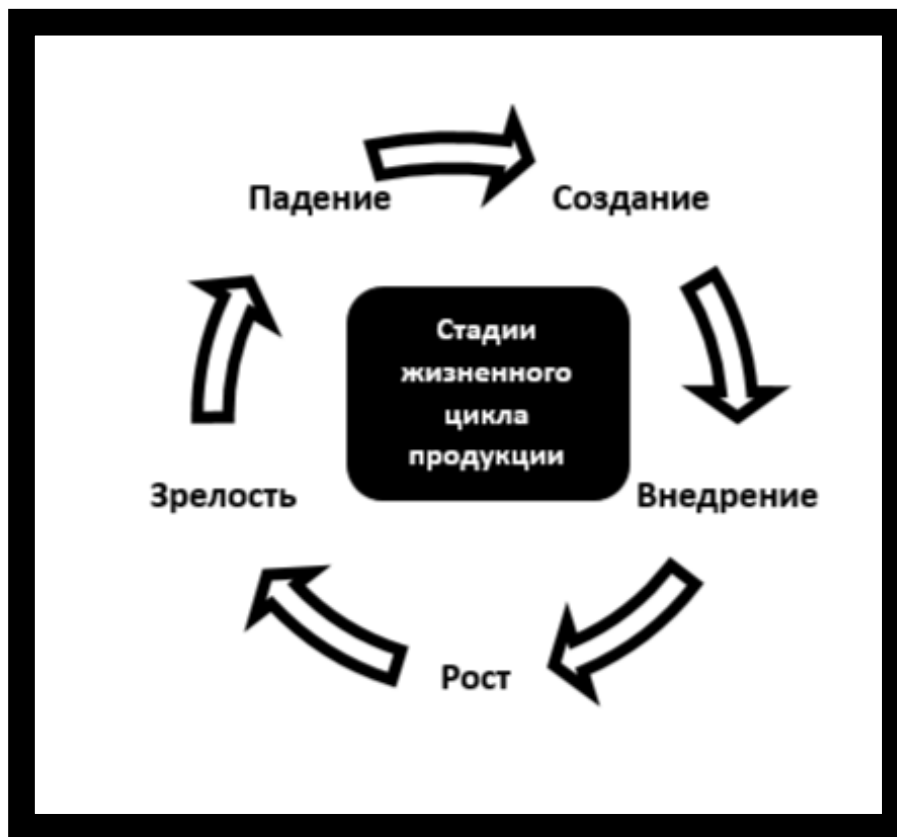 Падение
Создание
Стадии
жизненного
цикла
продукции
Зрелость
Внедрение
Рост